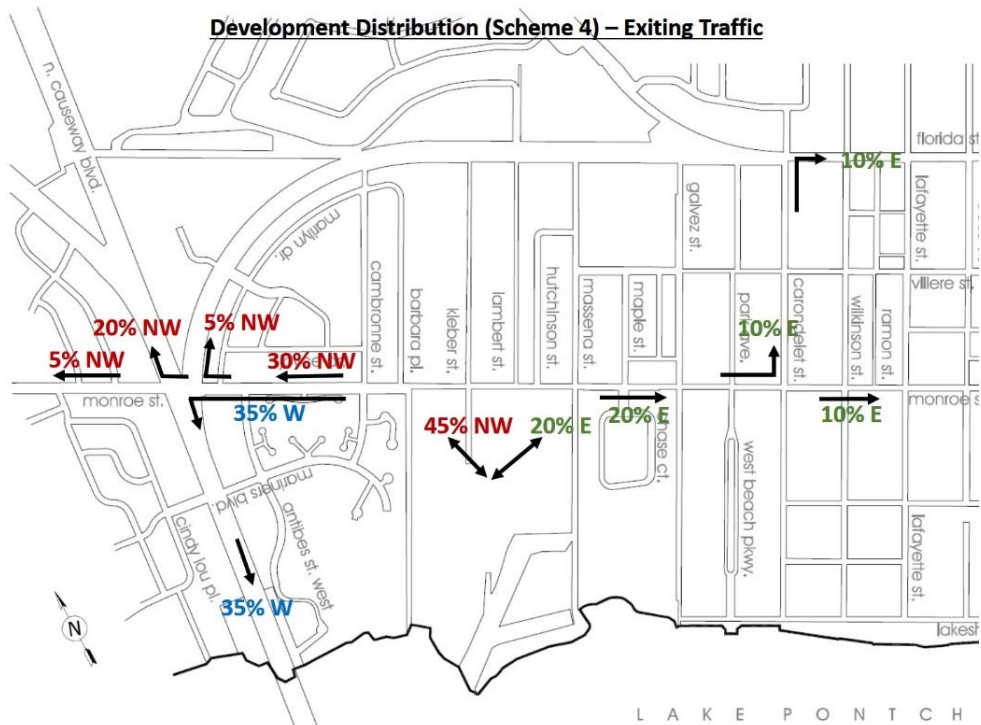 Development Distribution (Scheme 4) – Exiting Traffic
n. causeway blvd.
florida st
10% E
marilyn dr.
galvez st.
lafayette st.
cambronne st.
barbara pl.
kleber st.
lambert st.
hutchinson st.
massena st.
maple st.
park ave.
carondelet st.
wilkinson st.
ramon st.
villere st.
20% NW
5% NW
10% E
5% NW
30% NW
monroe st.
35% W
45% NW
20% E
20% E
10% E
monroe s
chase ct.
west beach pkwy.
mariners blvd.
cindy lou pl.
antibes st. west
lafayette st.
35% W
N
lakesh
LAKE PONTCH